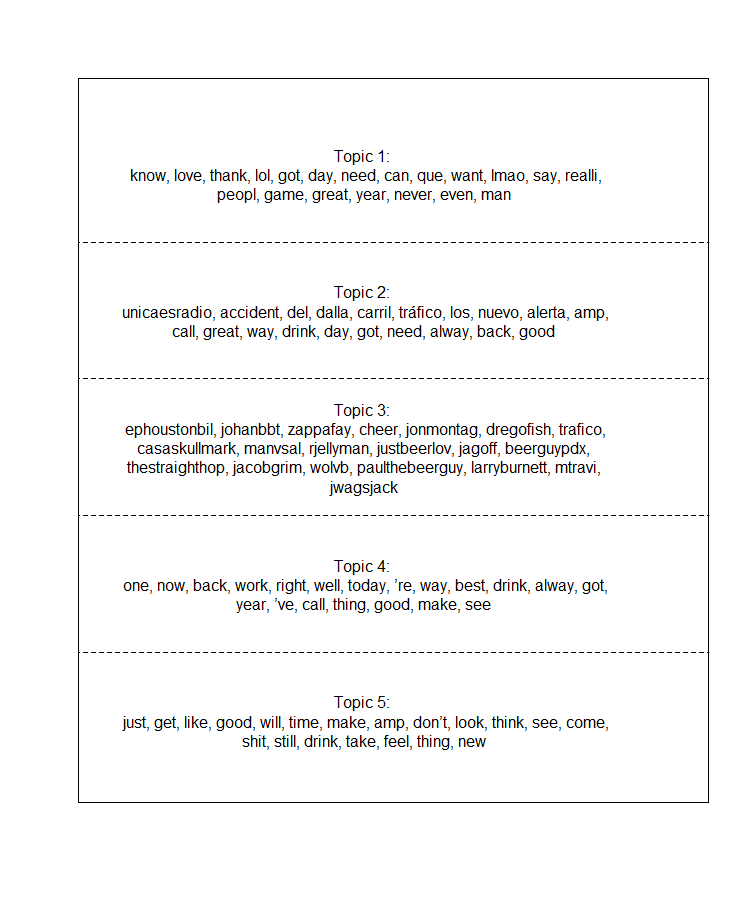 Topic 1:
know, love, thank, lol, got, day, need, can, que, want, lmao, say, realli,
peopl, game, great, year, never, even, man
Topic 2:
unicaesradio, accident, del, dalla, carril, tráfico, los, nuevo, alerta, amp,
call, great, way, drink, day, got, need, alway, back, good
Topic 3:
ephoustonbil, johanbbt, zappafay, cheer, jonmontag, dregofish, trafico,
casaskullmark, manvsal, rjellyman, justbeerlov, jagoff, beerguypdx,
thestraighthop, jacobgrim, wolvb, paulthebeerguy, larryburnett, mtravi,
jwagsjack
Topic 4:
one, now, back, work, right, well, today, ’re, way, best, drink, alway, got,
year, ’ve, call, thing, good, make, see
Topic 5:
just, get, like, good, will, time, make, amp, don’t, look, think, see, come,
shit, still, drink, take, feel, thing, new